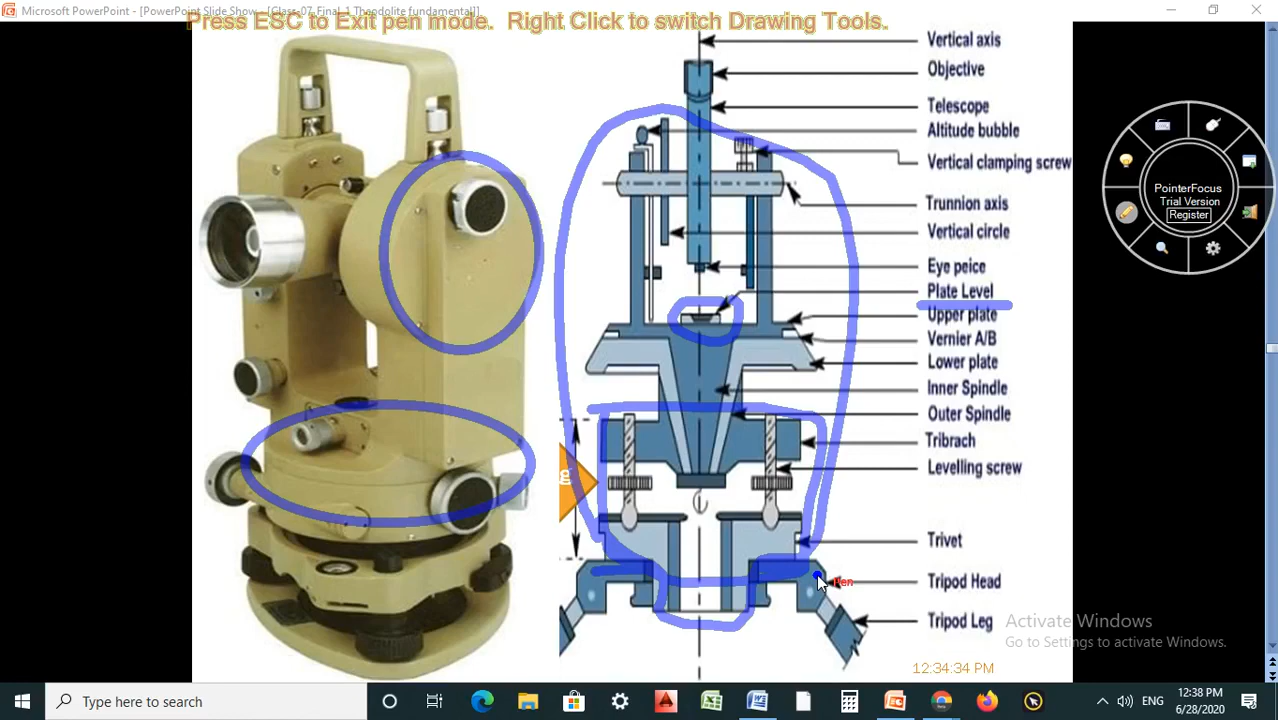 Microsoft PowerPoint - [PowerPoint Slide Show - [Class-07_Final_1 Theodolite fundamental]]
Press ESC to Exit pen mode. Right Click to switch Drawing Tools.
Vertical axis
Objective
Telescope
Altitude bubble
Vertical clamping screw
Trunnion axis
Vertical circle
Eye peice
Plate Level
Upper plate
Vernier A/B
Lower plate
Inner Spindle
Outer Spindle
Tribrach
Levelling screw
Trivet
Tripod Head
Tripod Leg
g
Pen
PointerFocus
Trial Version
Register
Activate Windows
Go to Settings to activate Windows.
12:34:34 PM
Type here to search
ENG
12:38 PM
6/28/2020